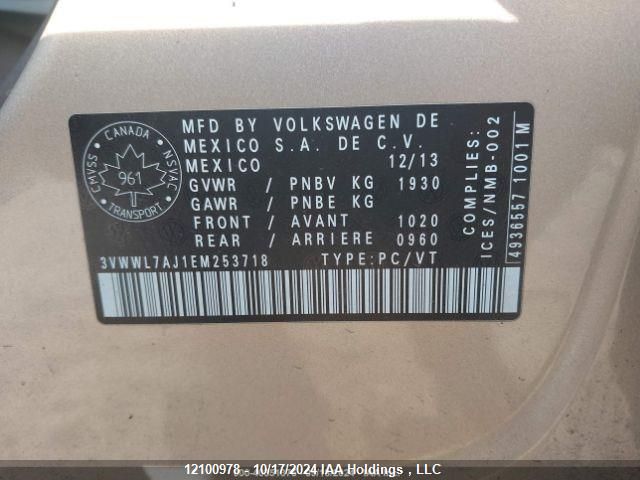 MFD BY VOLKSWAGEN DE
MEXICO S.A. DE C.V.
MEXICO 12/13
GVWR / PNBV KG 1930
GAWR / PNBE KG
FRONT / AVANT 1020
REAR / ARRIERE 0960
3VWWL7AJ1EM253718 TYPE:PC/VT
CANADA
CMVSS
NSVAC
961
TRANSPORT
COMPLIES:
ICES/NMB-002
4936557 1001 M
12100978 - 10/17/2024 IAA Holdings , LLC